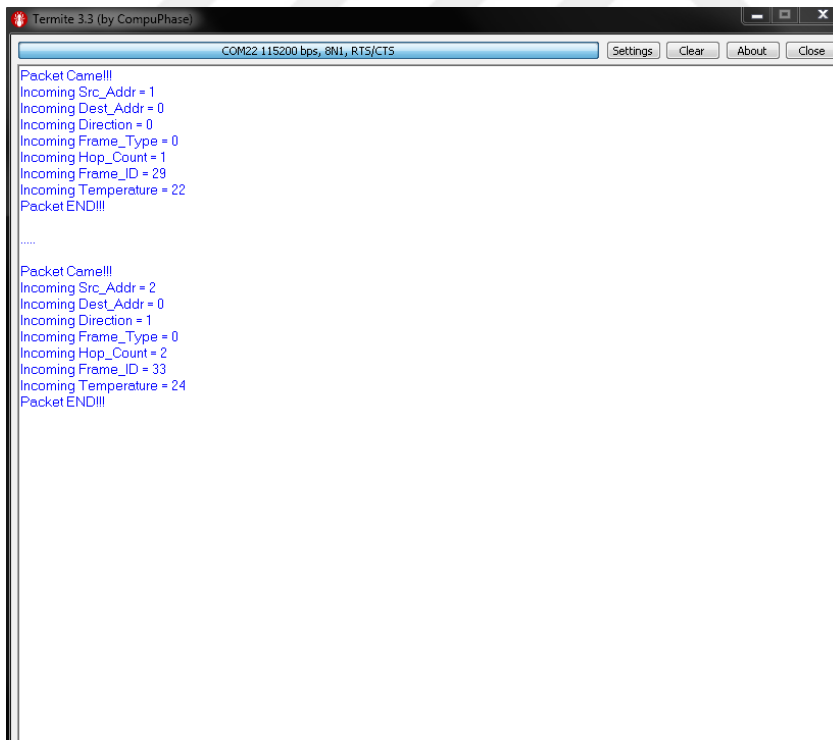 Termite 3.3 (by CompuPhase)
COM22 115200 bps, 8N1, RTS/CTS Settings Clear About Close
Packet Came!!!
Incoming Src_Addr = 1
Incoming Dest_Addr = 0
Incoming Direction = 0
Incoming Frame_Type = 0
Incoming Hop_Count = 1
Incoming Frame_ID = 29
Incoming Temperature = 22
Packet END!!!
.....
Packet Came!!!
Incoming Src_Addr = 2
Incoming Dest_Addr = 0
Incoming Direction = 1
Incoming Frame_Type = 0
Incoming Hop_Count = 2
Incoming Frame_ID = 33
Incoming Temperature = 24
Packet END!!!